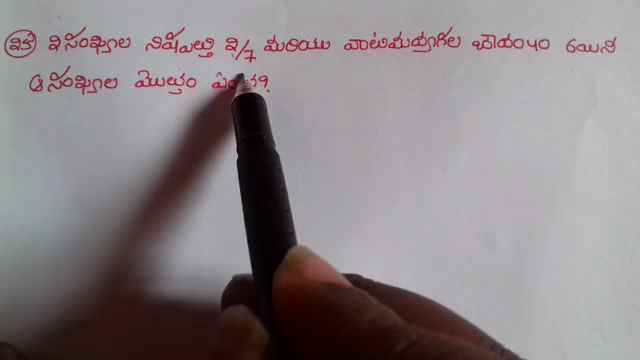 2 సంఖ్యల నిష్పత్తి 2/7 మరియు వాటిమధ్యగల భేదం 40 అయిన
ఆ సంఖ్యల మొత్తం ఎంత?